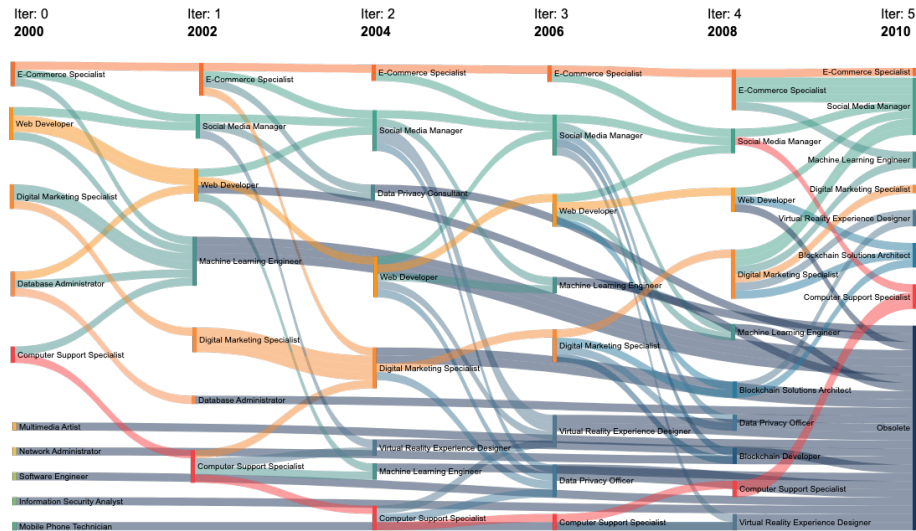 Iter: 0
2000
Iter: 1
2002
Iter: 2
2004
Iter: 3
2006
Iter: 4
2008
Iter: 5
2010
E-Commerce Specialist
Web Developer
Digital Marketing Specialist
Database Administrator
Computer Support Specialist
Multimedia Artist
Network Administrator
Software Engineer
Information Security Analyst
Mobile Phone Technician
E-Commerce Specialist
Social Media Manager
Web Developer
Machine Learning Engineer
Digital Marketing Specialist
Database Administrator
Computer Support Specialist
E-Commerce Specialist
Social Media Manager
Data Privacy Consultant
Web Developer
Digital Marketing Specialist
Virtual Reality Experience Designer
Machine Learning Engineer
Computer Support Specialist
E-Commerce Specialist
Social Media Manager
Web Developer
Machine Learning Engineer
Digital Marketing Specialist
Virtual Reality Experience Designer
Data Privacy Officer
Computer Support Specialist
E-Commerce Specialist
Social Media Manager
Web Developer
Digital Marketing Specialist
Machine Learning Engineer
Blockchain Solutions Architect
Data Privacy Officer
Blockchain Developer
Computer Support Specialist
Virtual Reality Experience Designer
E-Commerce Specialist
Social Media Manager
Machine Learning Engineer
Digital Marketing Specialist
Virtual Reality Experience Designer
Blockchain Solutions Architect
Computer Support Specialist
Obsolete